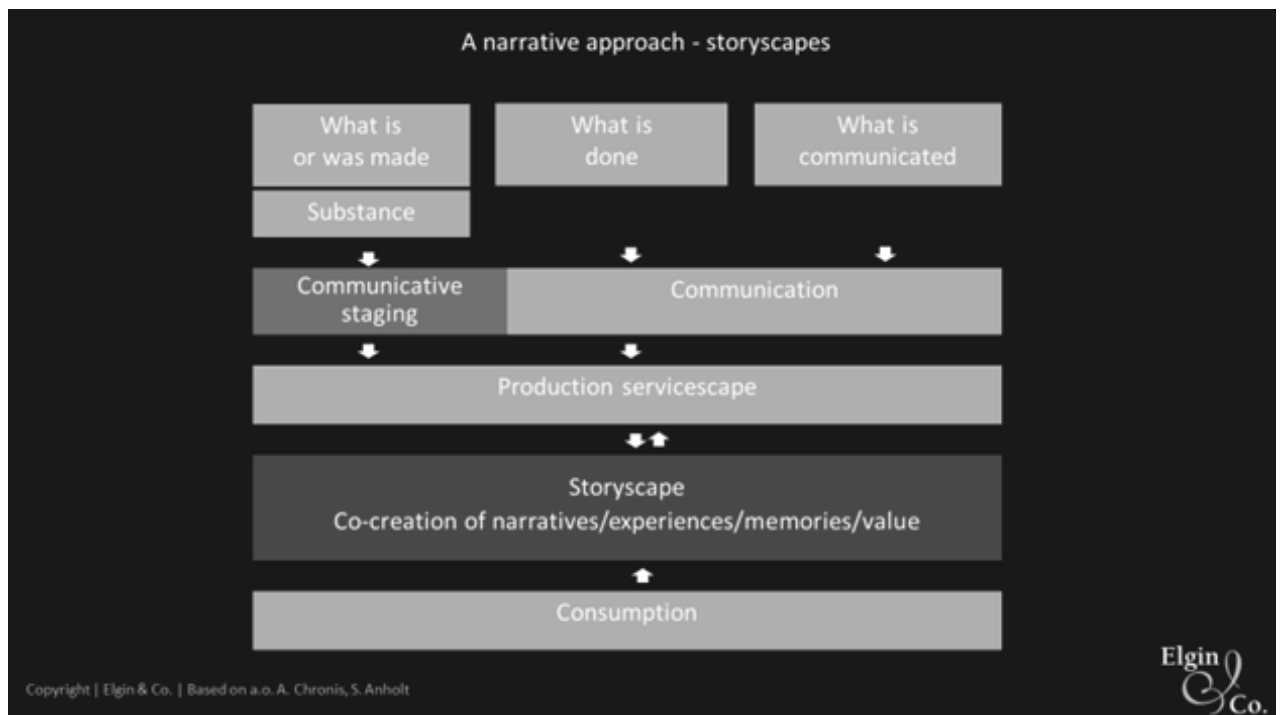 A narrative approach - storyscapes
What is
or was made
What is
done
What is
communicated
Substance
Communicative
staging
Communication
Production servicescape
Storyscape
Co-creation of narratives/experiences/memories/value
Consumption
Copyright | Elgin & Co. | Based on a.o. A. Chronis, S. Anholt
Elgin
& Co.